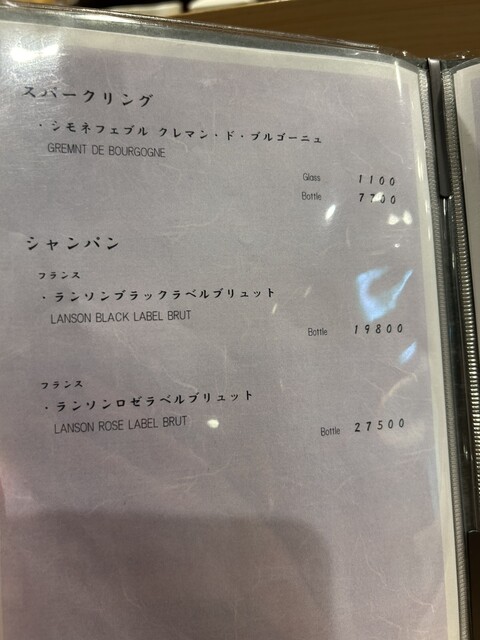 スパークリング
・シモネフェブル クレマン・ド・ブルゴーニュ
GREMNT DE BOURGOGNE
Glass 1100
Bottle 7700
シャンパン
フランス
・ランソンブラックラベルブリュット
LANSON BLACK LABEL BRUT
Bottle 19800
フランス
・ランソンロゼラベルブリュット
LANSON ROSE LABEL BRUT
Bottle 27500